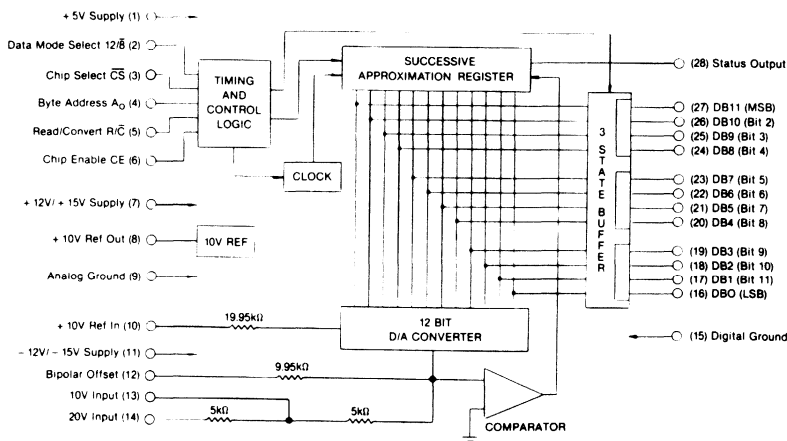 + 5V Supply (1)
Data Mode Select 12/8̅ (2)
Chip Select C̅S̅ (3)
Byte Address A₀ (4)
Read/Convert R/C̅ (5)
Chip Enable CE (6)
+ 12V/ + 15V Supply (7)
+ 10V Ref Out (8)
Analog Ground (9)
+ 10V Ref In (10)
− 12V/ − 15V Supply (11)
Bipolar Offset (12)
10V Input (13)
20V Input (14)
TIMING
AND
CONTROL
LOGIC
CLOCK
10V REF
SUCCESSIVE
APPROXIMATION REGISTER
12 BIT
D/A CONVERTER
19.95kΩ
9.95kΩ
5kΩ
5kΩ
COMPARATOR
3 STATE BUFFER
(28) Status Output
(27) DB11 (MSB)
(26) DB10 (Bit 2)
(25) DB9 (Bit 3)
(24) DB8 (Bit 4)
(23) DB7 (Bit 5)
(22) DB6 (Bit 6)
(21) DB5 (Bit 7)
(20) DB4 (Bit 8)
(19) DB3 (Bit 9)
(18) DB2 (Bit 10)
(17) DB1 (Bit 11)
(16) DBO (LSB)
(15) Digital Ground